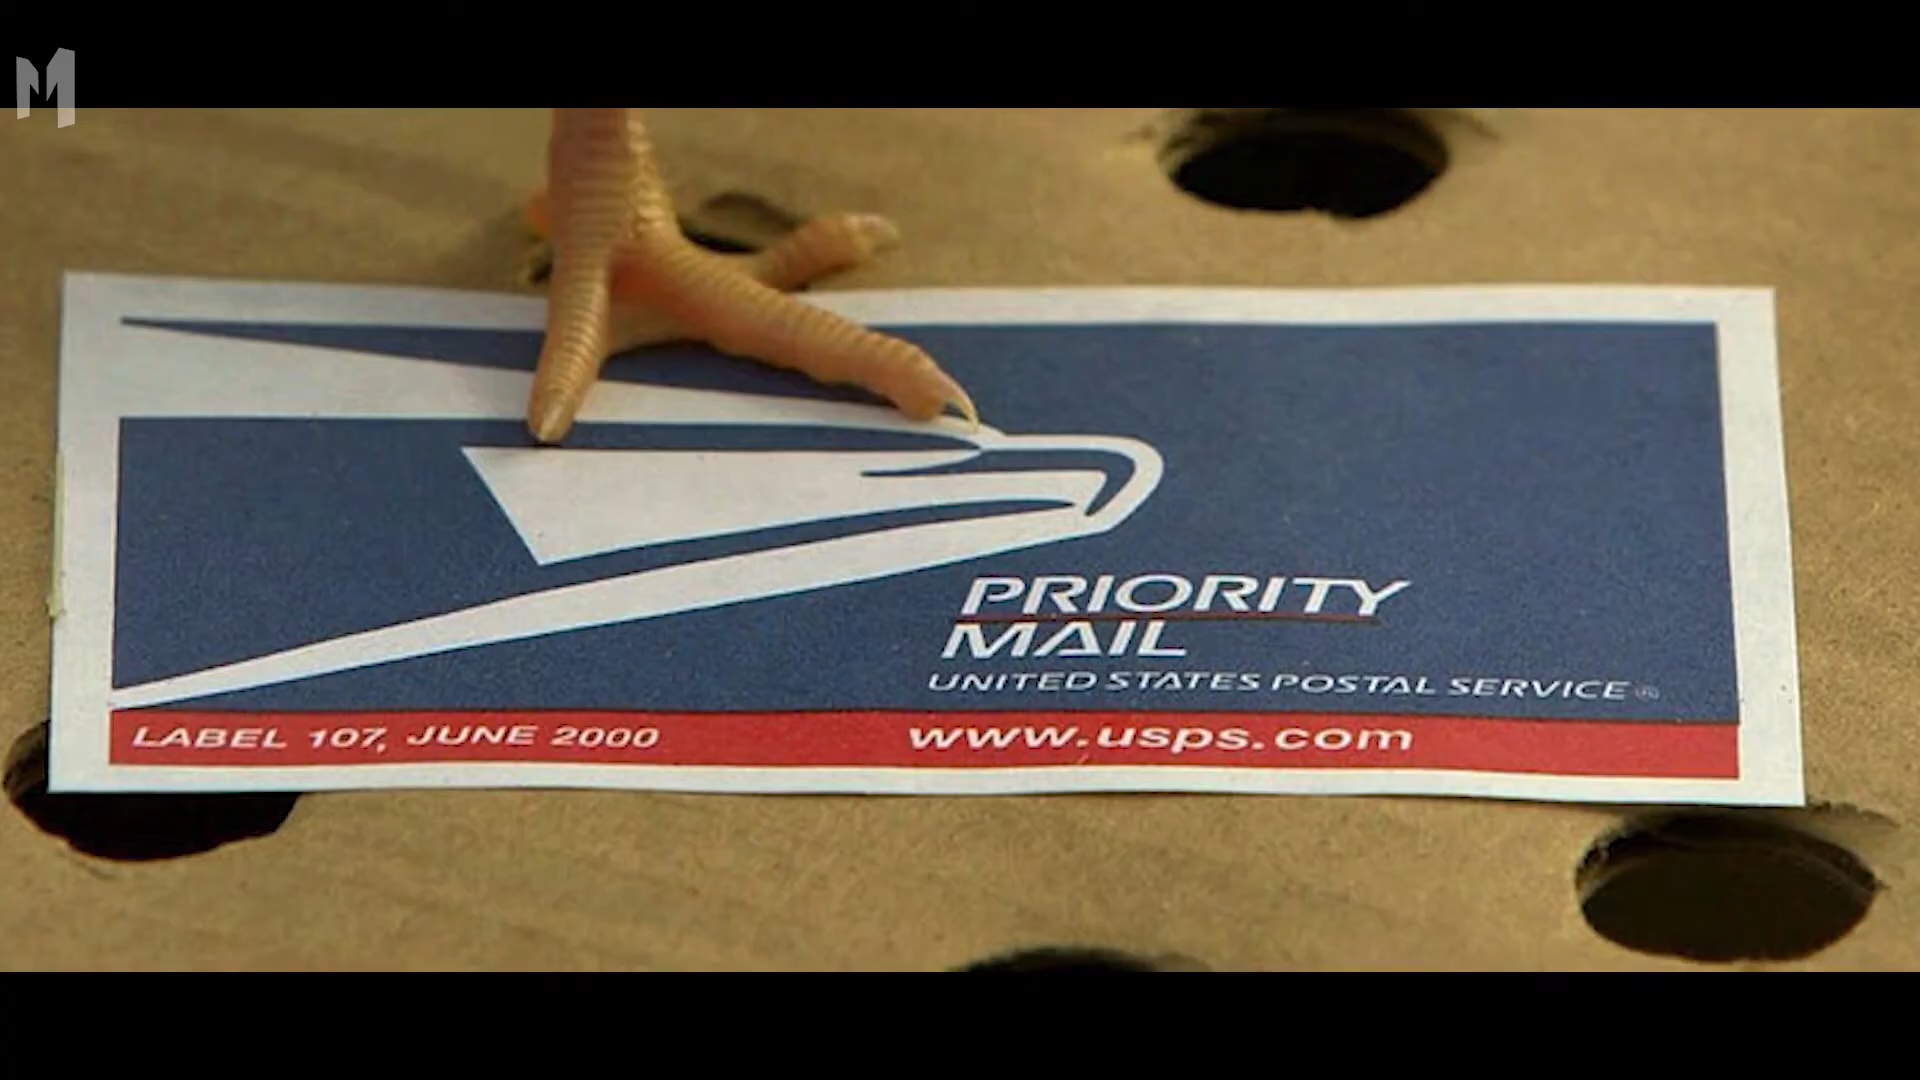 M
PRIORITY
MAIL
UNITED STATES POSTAL SERVICE®
LABEL 107, JUNE 2000 www.usps.com